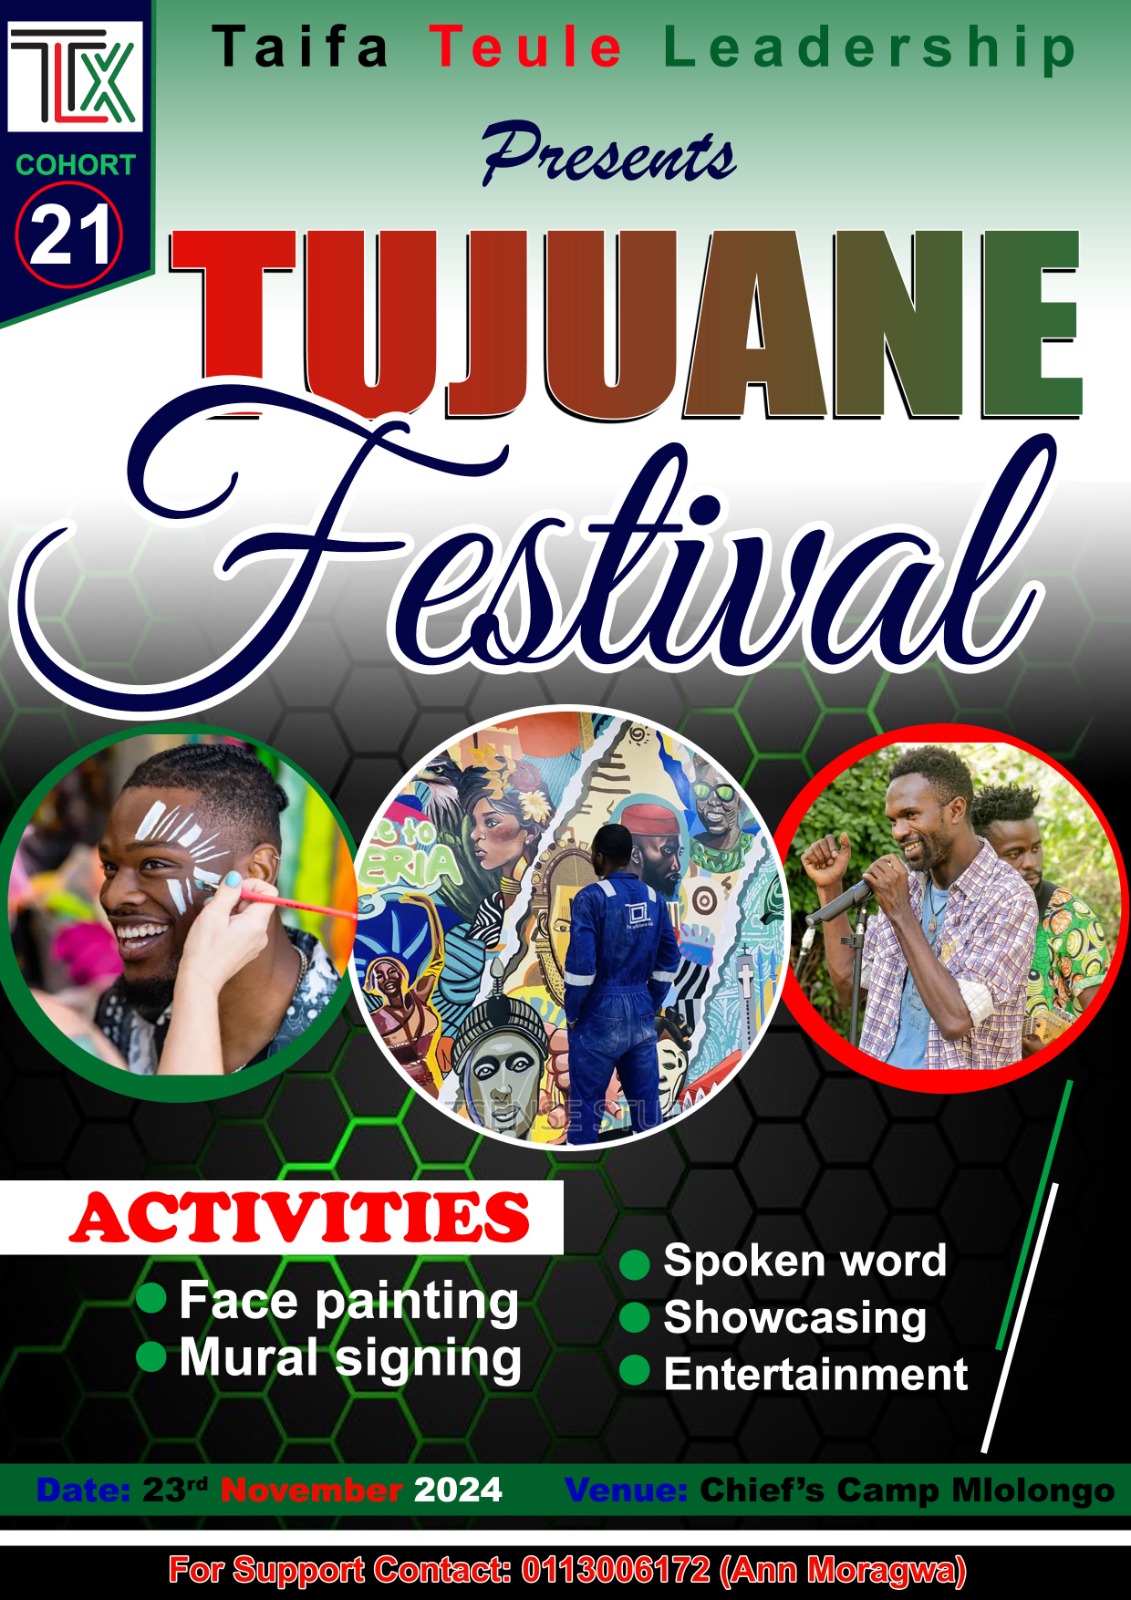 TLX
Taifa Teule Leadership
COHORT
21
Presents
TUJUANE
Festival
ERIA
ACTIVITIES
Face painting
Mural signing
Spoken word
Showcasing
Entertainment
Date: 23rd November 2024
Venue: Chief's Camp Mlolongo
For Support Contact: 0113006172 (Ann Moragwa)